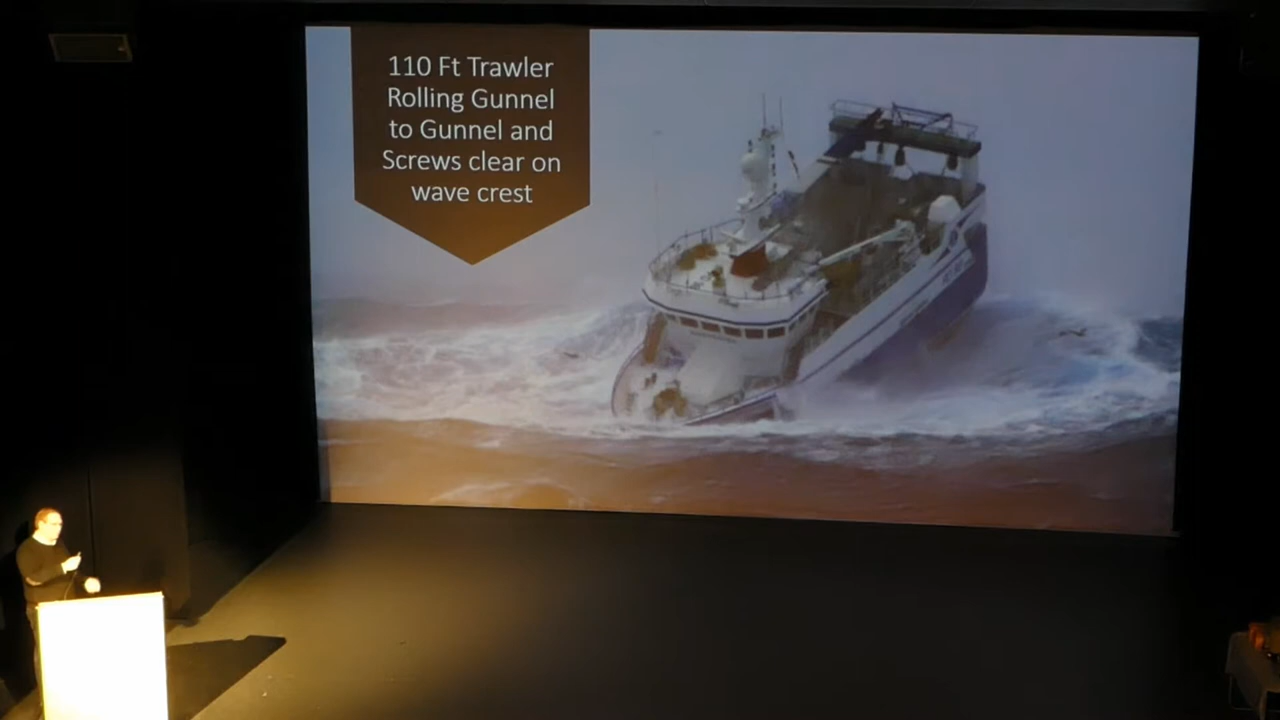 110 Ft Trawler
Rolling Gunnel
to Gunnel and
Screws clear on
wave crest